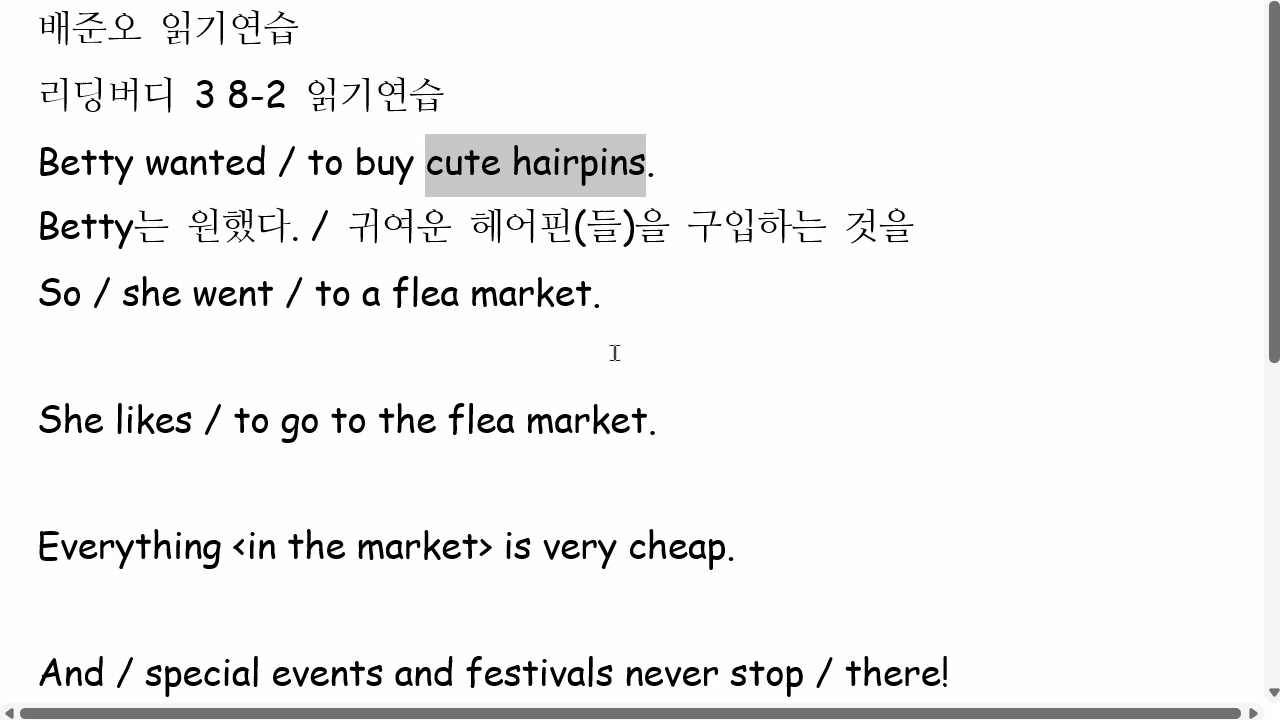 배준오 읽기연습
리딩버디 3 8-2 읽기연습
Betty wanted / to buy cute hairpins.
Betty는 원했다. / 귀여운 헤어핀(들)을 구입하는 것을
So / she went / to a flea market.
She likes / to go to the flea market.
Everything <in the market> is very cheap.
And / special events and festivals never stop / there!